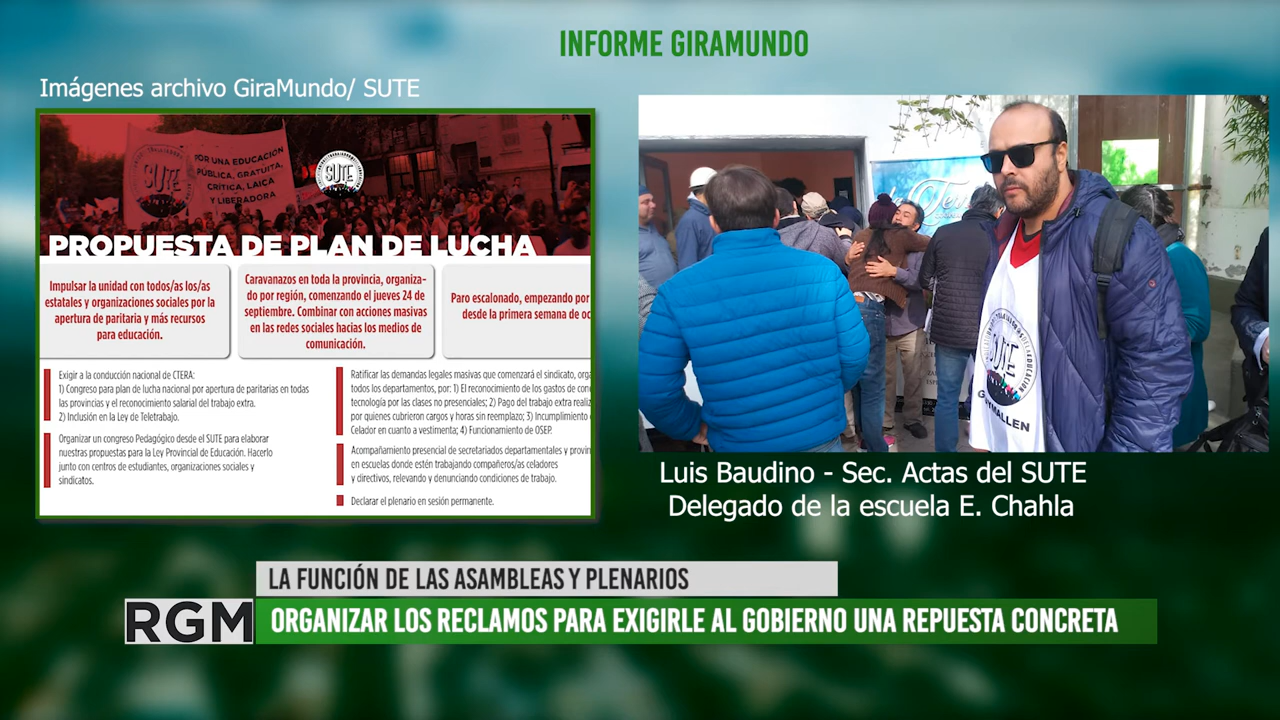 INFORME GIRAMUNDO
Imágenes archivo GiraMundo/ SUTE
SUTE
POR UNA EDUCACIÓN
PÚBLICA, GRATUITA,
CRÍTICA, LAICA
Y LIBERADORA
SUTE
PROPUESTA DE PLAN DE LUCHA
Impulsar la unidad con todos/as los/as
estatales y organizaciones sociales por la
apertura de paritaria y más recursos
para educación.
Caravanazos en toda la provincia, organiza-
do por región, comenzando el jueves 24 de
septiembre. Combinar con acciones masivas
en las redes sociales hacias los medios de
comunicación.
Paro escalonado, empezando por
desde la primera semana de oc
Exigir a la conducción nacional de CTERA:
1) Congreso para plan de lucha nacional por apertura de paritarias en todas
las provincias y el reconocimiento salarial del trabajo extra.
2) Inclusión en la Ley de Teletrabajo.
Organizar un congreso Pedagógico desde el SUTE para elaborar
nuestras propuestas para la Ley Provincial de Educación. Hacerlo
junto con centros de estudiantes, organizaciones sociales y
sindicatos.
Ratificar las demandas legales masivas que comenzará el sindicato, orga
todos los departamentos, por: 1) El reconocimiento de los gastos de con
tecnología por las clases no presenciales; 2) Pago del trabajo extra realiz
por quienes cubrieron cargos y horas sin reemplazo; 3) Incumplimiento
Celador en cuanto a vestimenta; 4) Funcionamiento de OSEP.
Acompañamiento presencial de secretariados departamentales y provin
en escuelas donde estén trabajando compañeros/as celadores
y directivos, relevando y denunciando condiciones de trabajo.
Declarar el plenario en sesión permanente.
SUTE
GUAYMALLEN
Luis Baudino - Sec. Actas del SUTE
Delegado de la escuela E. Chahla
LA FUNCIÓN DE LAS ASAMBLEAS Y PLENARIOS
RGM
ORGANIZAR LOS RECLAMOS PARA EXIGIRLE AL GOBIERNO UNA REPUESTA CONCRETA